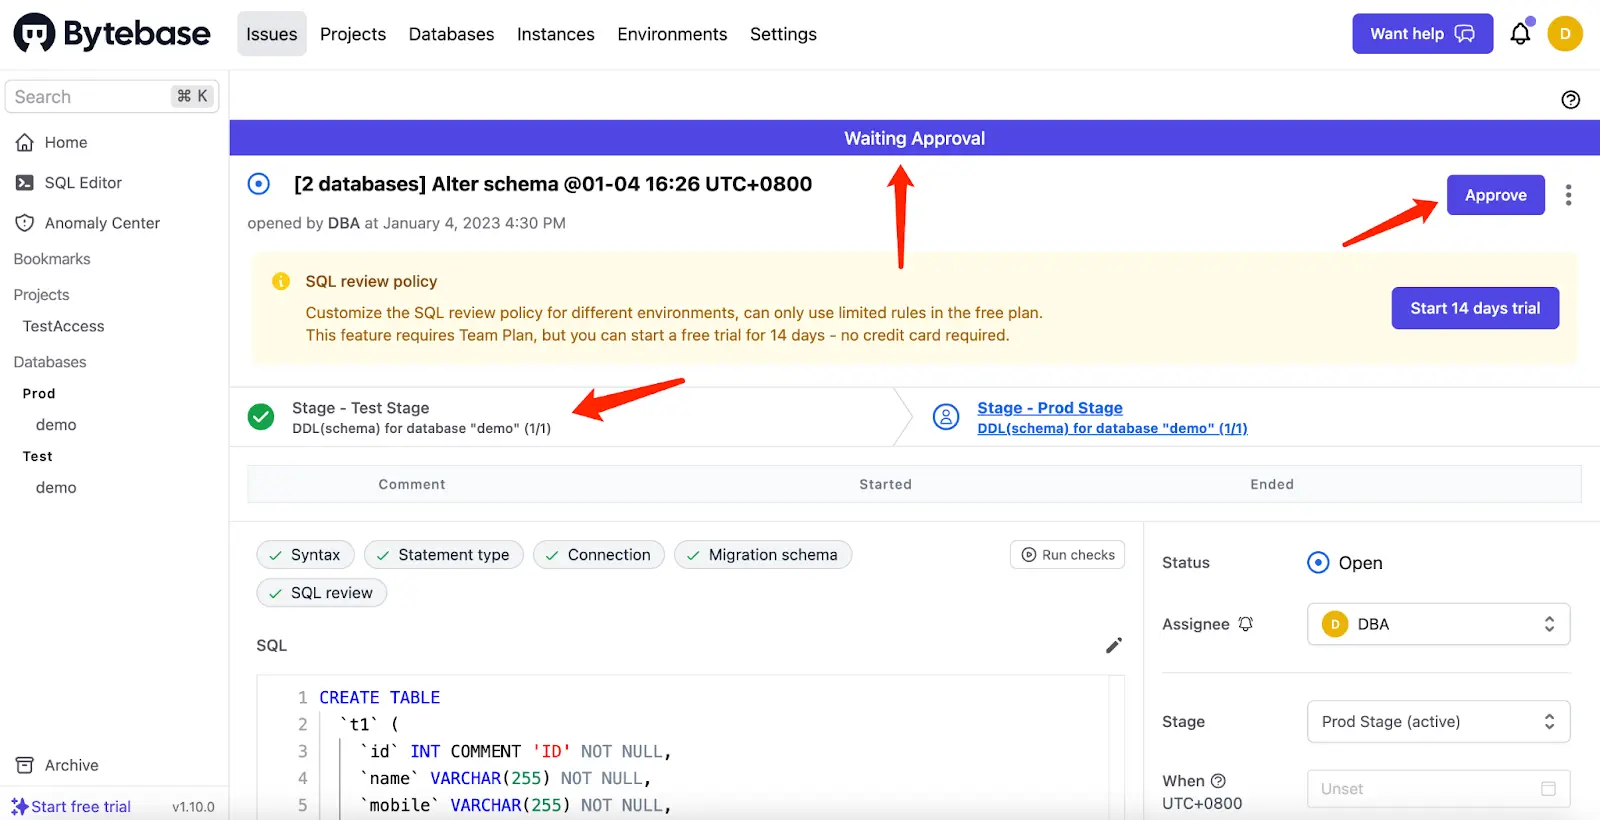 Bytebase
Issues Projects Databases Instances Environments Settings
Want help
D
Search ⌘ K
Home
SQL Editor
Anomaly Center
Bookmarks
Projects
TestAccess
Databases
Prod
demo
Test
demo
Archive
Start free trial v1.10.0
Waiting Approval
[2 databases] Alter schema @01-04 16:26 UTC+0800
opened by DBA at January 4, 2023 4:30 PM
Approve
SQL review policy
Customize the SQL review policy for different environments, can only use limited rules in the free plan.
This feature requires Team Plan, but you can start a free trial for 14 days - no credit card required.
Start 14 days trial
Stage - Test Stage
DDL(schema) for database "demo" (1/1)
Stage - Prod Stage
DDL(schema) for database "demo" (1/1)
Comment Started Ended
Syntax Statement type Connection Migration schema
SQL review
Run checks
SQL
1 CREATE TABLE
2 `t1` (
3 `id` INT COMMENT 'ID' NOT NULL,
4 `name` VARCHAR(255) NOT NULL,
5 `mobile` VARCHAR(255) NOT NULL,
Status Open
Assignee D DBA
Stage Prod Stage (active)
When
UTC+0800
Unset